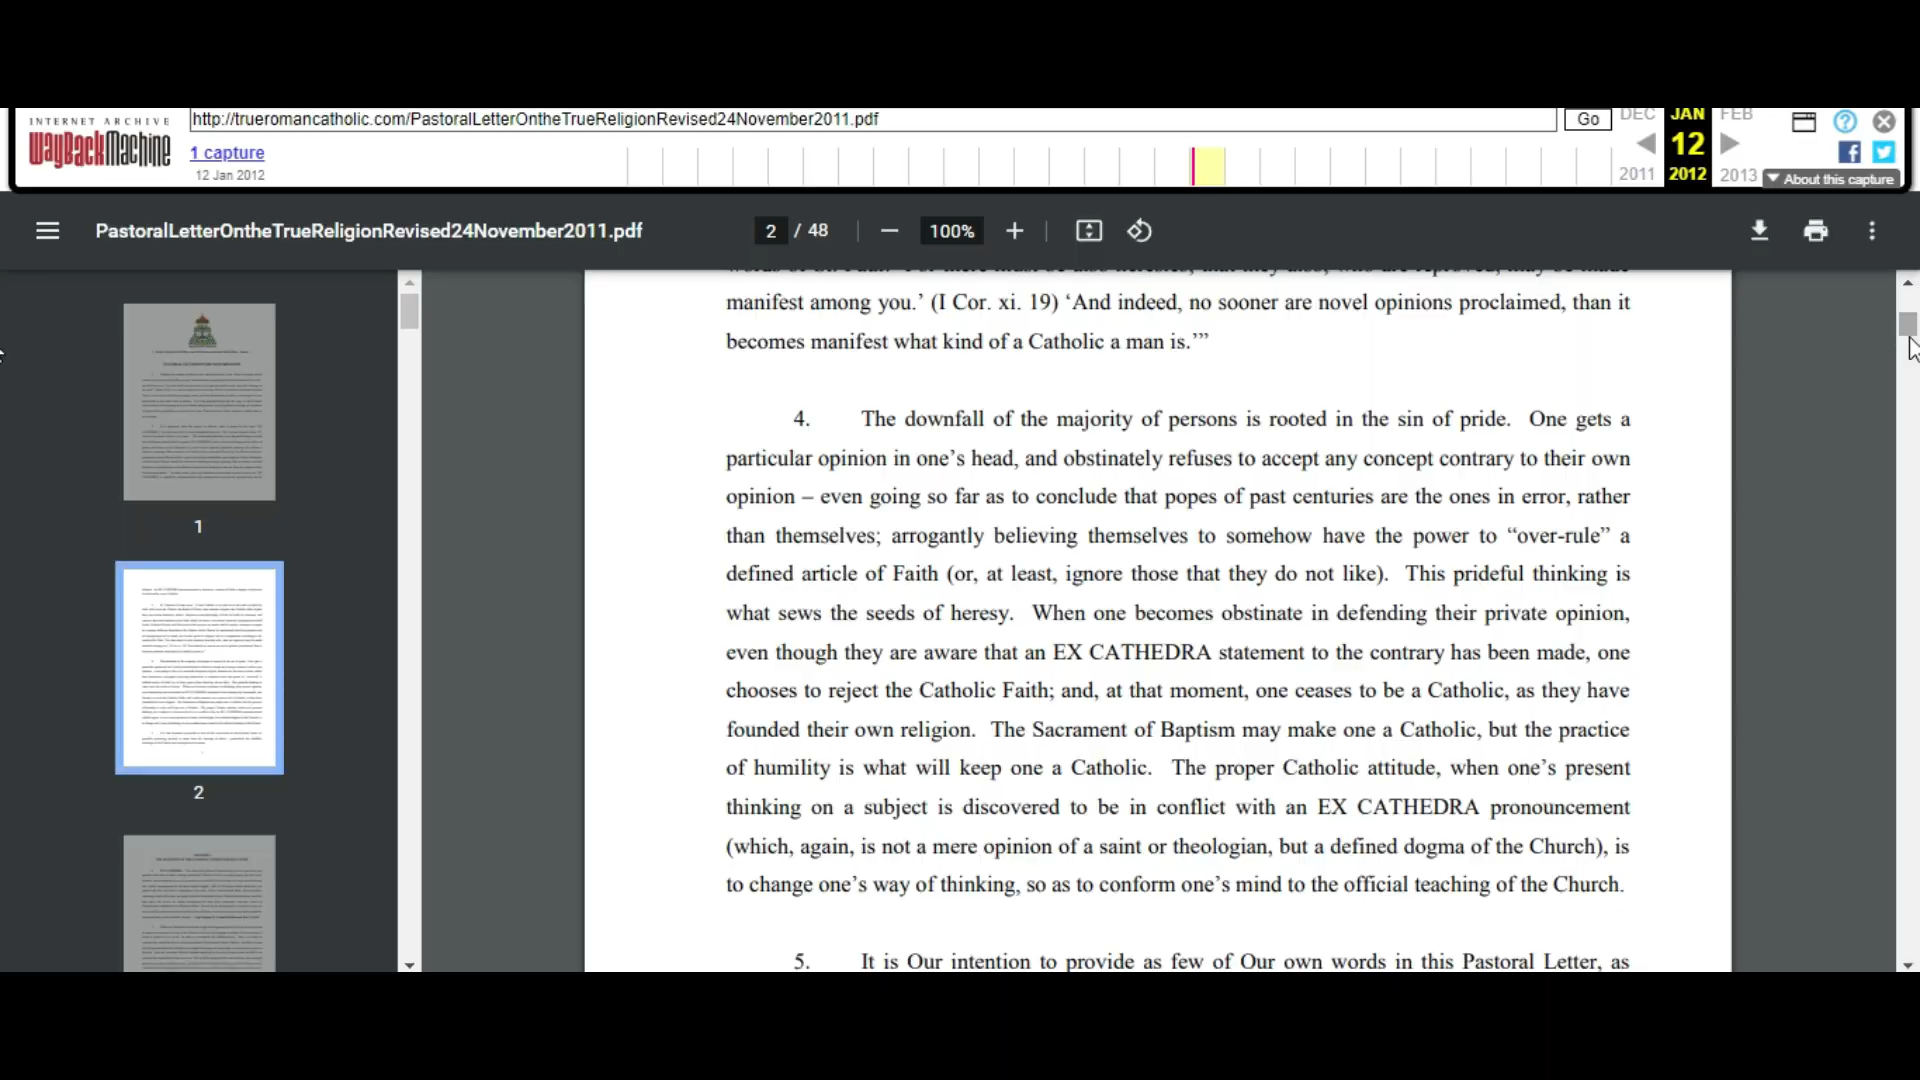 INTERNET ARCHIVE
WayBackMachine
http://trueromancatholic.com/PastoralLetterOntheTrueReligionRevised24November2011.pdf
Go
DEC JAN FEB
1 capture
12
12 Jan 2012
2011 2012 2013
About this capture
PastoralLetterOntheTrueReligionRevised24November2011.pdf
2 / 48
100%
manifest among you.’ (I Cor. xi. 19) ‘And indeed, no sooner are novel opinions proclaimed, than it
becomes manifest what kind of a Catholic a man is.’”
4. The downfall of the majority of persons is rooted in the sin of pride. One gets a
particular opinion in one’s head, and obstinately refuses to accept any concept contrary to their own
opinion – even going so far as to conclude that popes of past centuries are the ones in error, rather
than themselves; arrogantly believing themselves to somehow have the power to “over-rule” a
defined article of Faith (or, at least, ignore those that they do not like). This prideful thinking is
what sews the seeds of heresy. When one becomes obstinate in defending their private opinion,
even though they are aware that an EX CATHEDRA statement to the contrary has been made, one
chooses to reject the Catholic Faith; and, at that moment, one ceases to be a Catholic, as they have
founded their own religion. The Sacrament of Baptism may make one a Catholic, but the practice
of humility is what will keep one a Catholic. The proper Catholic attitude, when one’s present
thinking on a subject is discovered to be in conflict with an EX CATHEDRA pronouncement
(which, again, is not a mere opinion of a saint or theologian, but a defined dogma of the Church), is
to change one’s way of thinking, so as to conform one’s mind to the official teaching of the Church.
5. It is Our intention to provide as few of Our own words in this Pastoral Letter, as
1
2